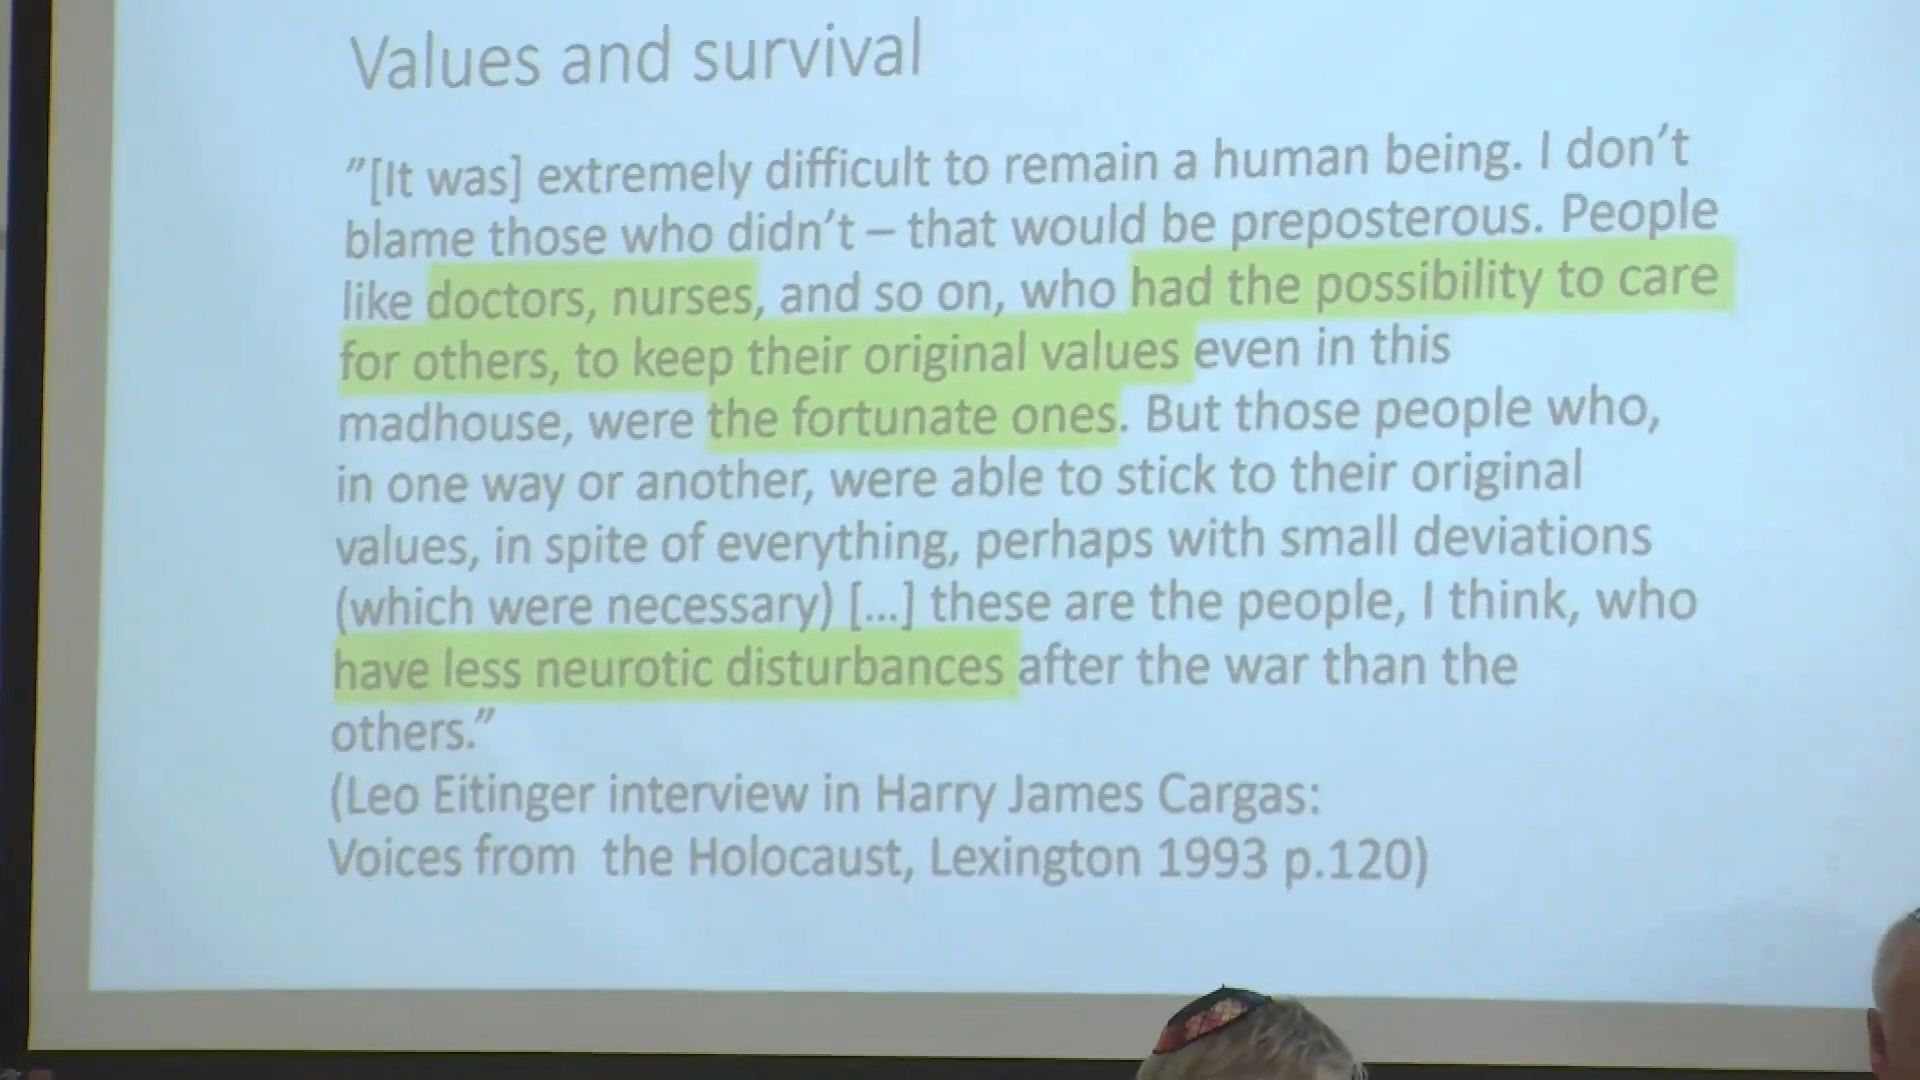 Values and survival
”[It was] extremely difficult to remain a human being. I don’t
blame those who didn’t – that would be preposterous. People
like doctors, nurses, and so on, who had the possibility to care
for others, to keep their original values even in this
madhouse, were the fortunate ones. But those people who,
in one way or another, were able to stick to their original
values, in spite of everything, perhaps with small deviations
(which were necessary) [...] these are the people, I think, who
have less neurotic disturbances after the war than the
others.”
(Leo Eitinger interview in Harry James Cargas:
Voices from the Holocaust, Lexington 1993 p.120)